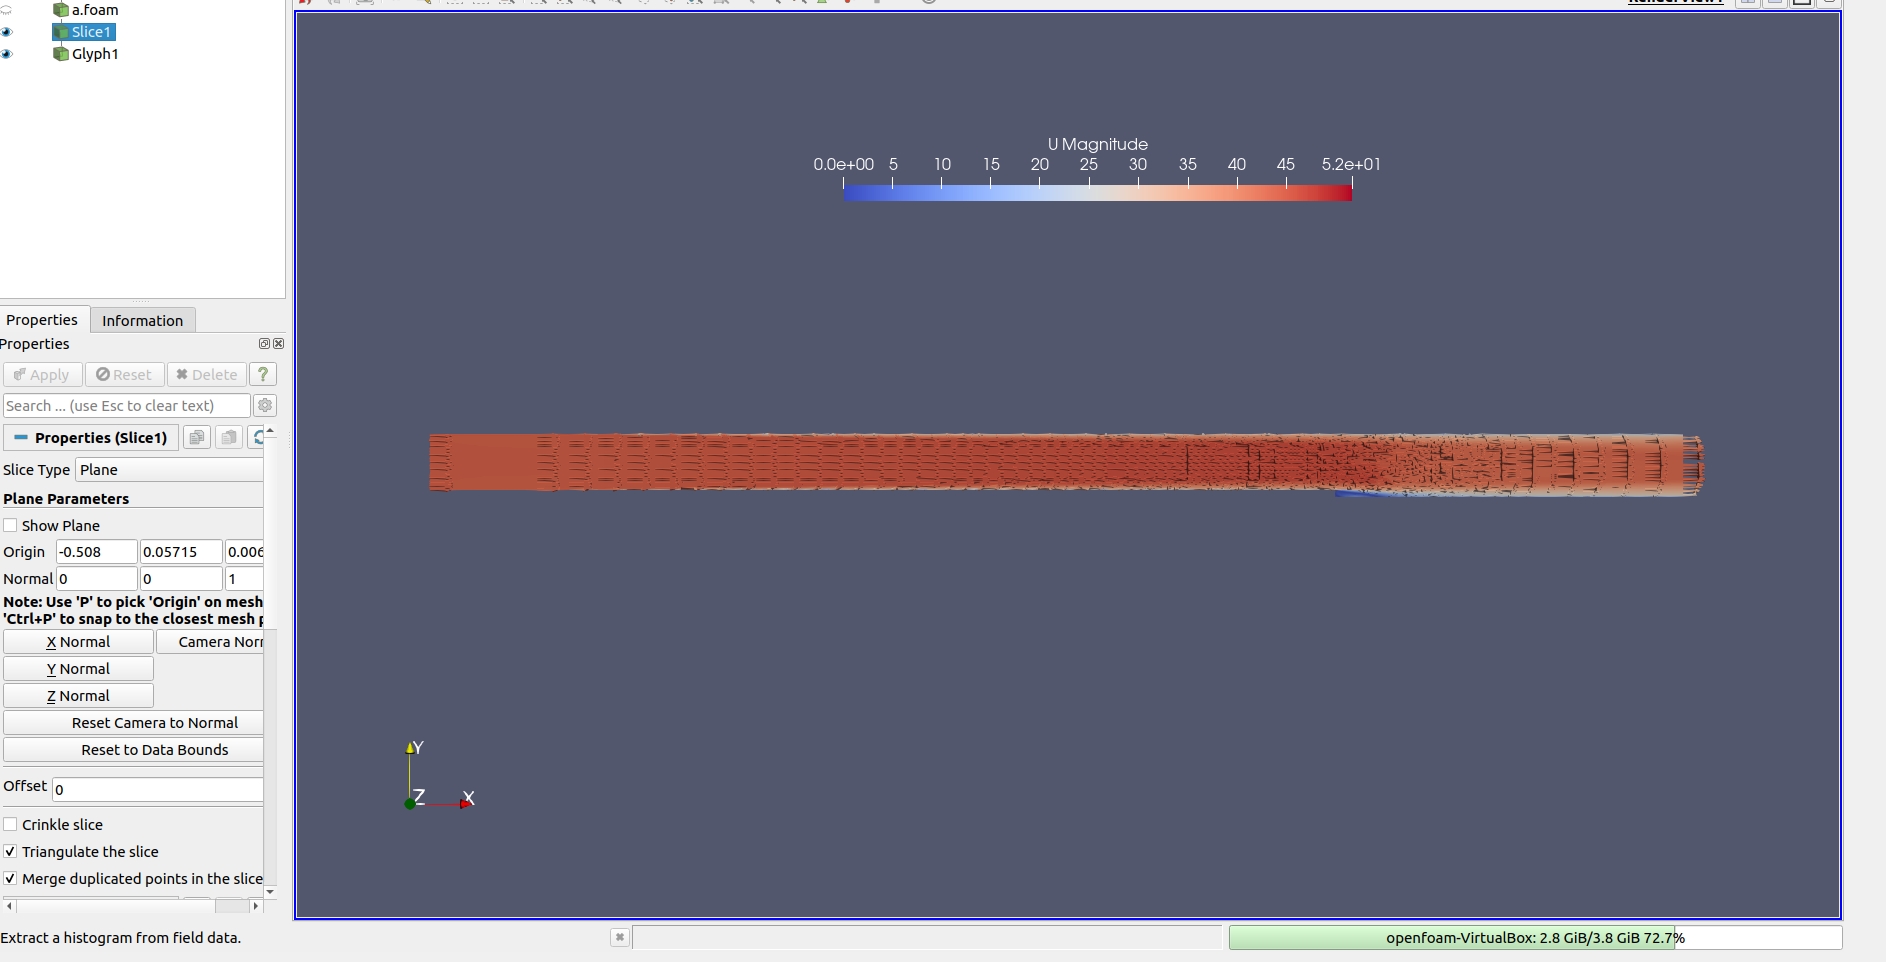 a.foam
Slice1
Glyph1
Properties
Information
Properties
Apply
Reset
Delete
?
Search ... (use Esc to clear text)
Properties (Slice1)
Slice Type Plane
Plane Parameters
Show Plane
Origin -0.508 0.05715 0.006
Normal 0 0 1
Note: Use 'P' to pick 'Origin' on mesh
'Ctrl+P' to snap to the closest mesh
X Normal
Camera
Y Normal
Z Normal
Reset Camera to Normal
Reset to Data Bounds
Offset 0
Crinkle slice
Triangulate the slice
Merge duplicated points in the slice
Extract a histogram from field data.
U Magnitude
0.0e+00 5 10 15 20 25 30 35 40 45 5.2e+01
Y
Z X
openfoam-VirtualBox: 2.8 GiB/3.8 GiB 72.7%